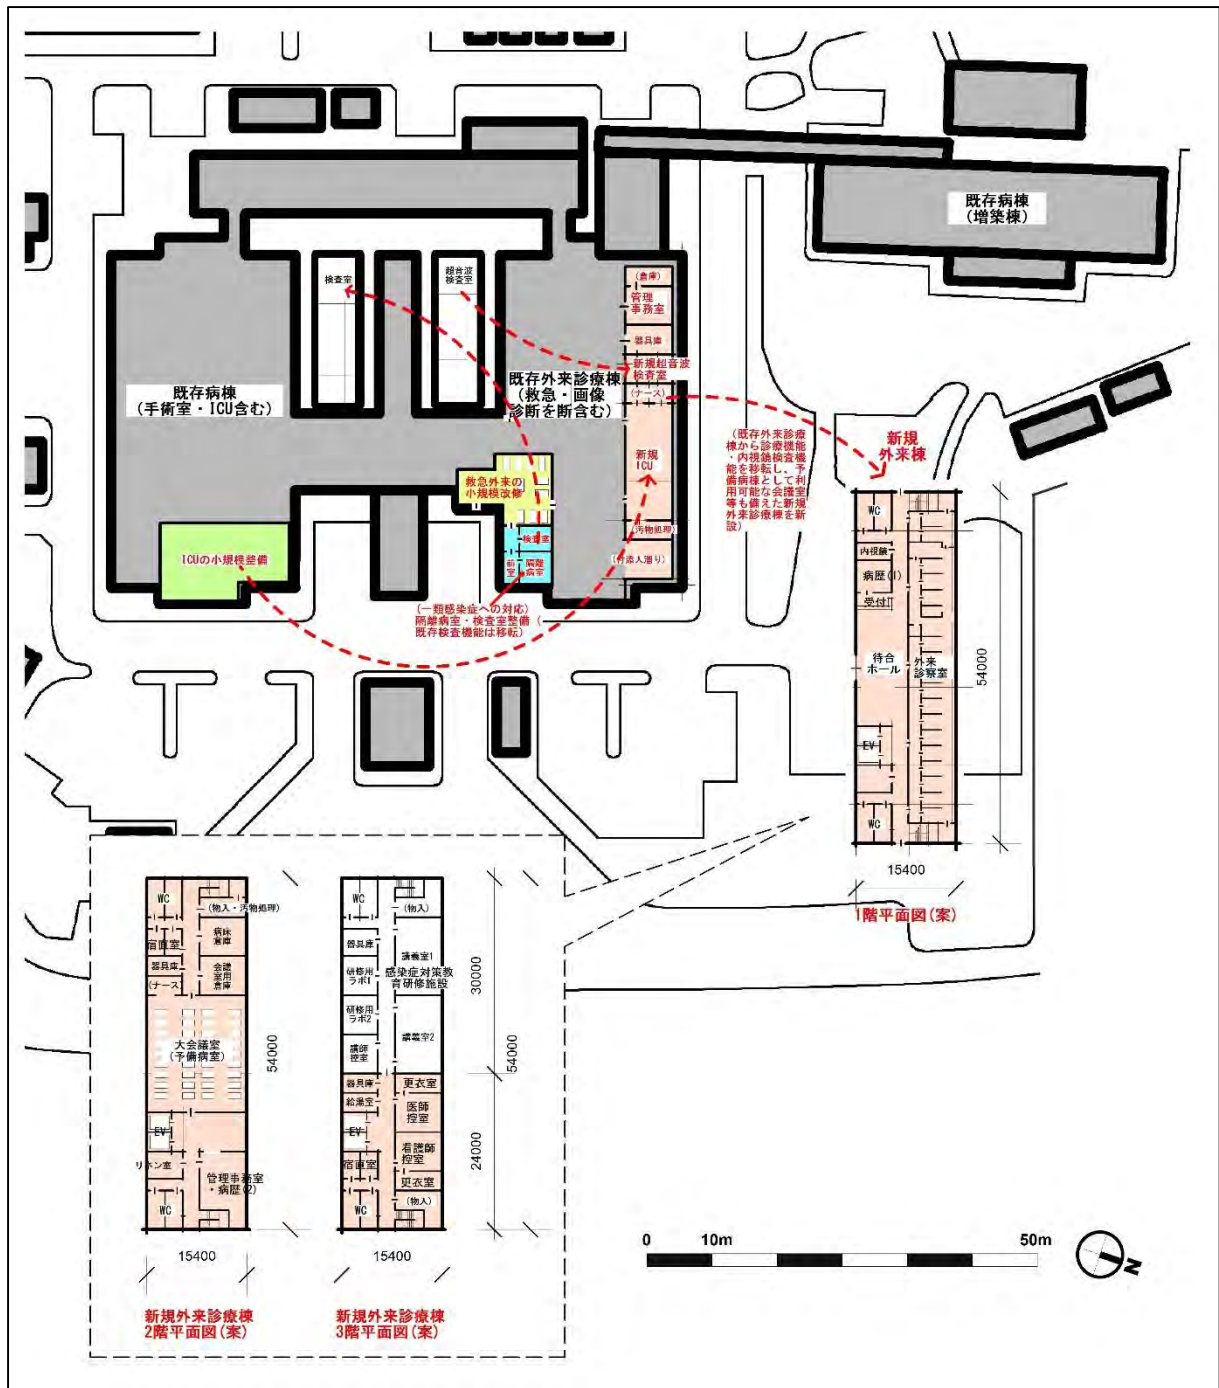 既存病棟
(増築棟)
検査室
超音波
検査室
(倉庫)
管理
事務室
器具庫
新規超音波
検査室
(ナース)
既存病棟
(手術室・ICU含む)
既存外来診療棟
(救急・画像
診断を断含む)
新規
ICU
(既存外来診療
棟から診療機能
・内視鏡検査機
能を移転し、予
備病棟として利
用可能な会議室
等も備えた新規
外来診療棟を新
設)
新規
外来棟
救急外来の
小規模改修
検査室
前
室
隔離
病室
(汚物処理)
(付添人溜り)
ICUの小規模整備
(一類感染症への対応)
隔離病室・検査室整備(
既存検査機能は移転)
WC
内視鏡
病歴(1)
受付
待合
ホール
外来
診察室
EV
WC
54000
15400
1階平面図(案)
WC
(物入・汚物処理)
宿直室
病床
倉庫
器具庫
(ナース)
会議
室用
倉庫
大会議室
(予備病室)
EV
リネン室
管理事務室
・病歴(2)
WC
54000
15400
新規外来診療棟
2階平面図(案)
WC
(物入)
器具庫
講義室1
研修用
ラボ1
感染症対策教
育研修施設
研修用
ラボ2
講義室2
講師
控室
器具庫
更衣室
給湯室
医師
控室
EV
看護師
控室
宿直室
更衣室
(物入)
WC
30000
24000
54000
15400
新規外来診療棟
3階平面図(案)
0
10m
50m
N